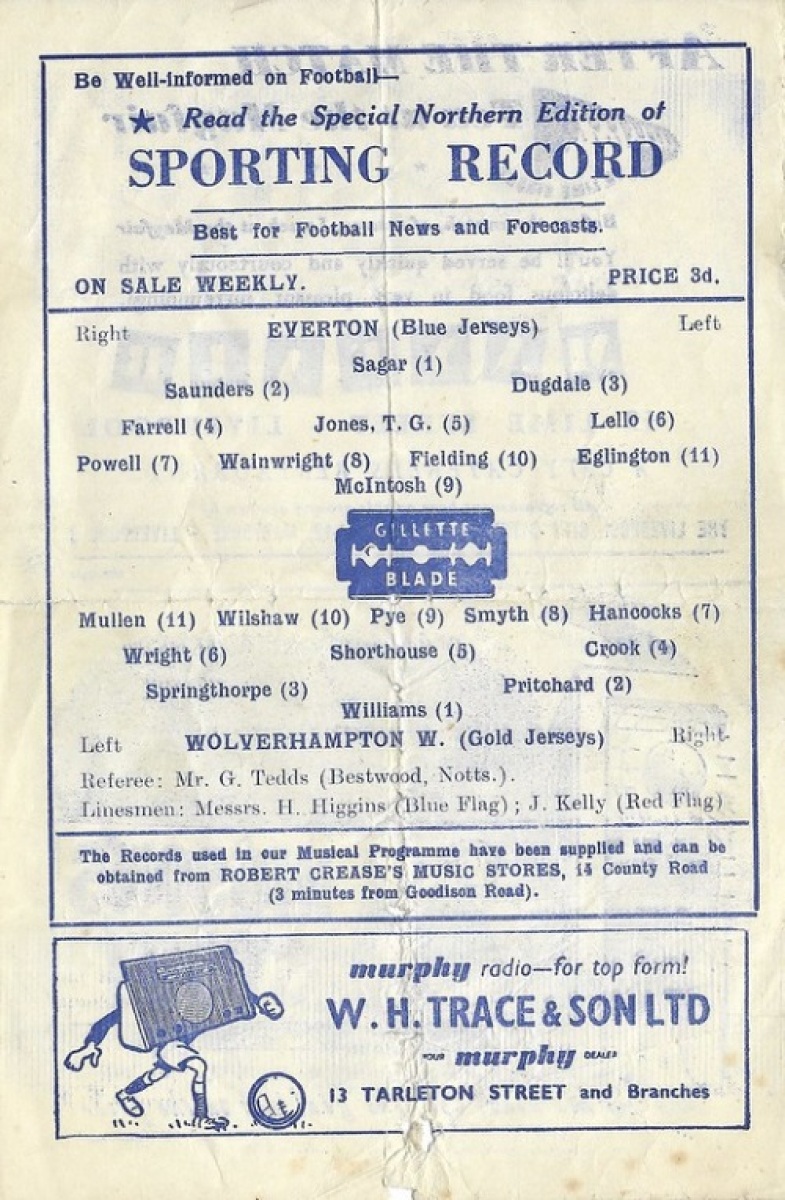 Be Well-informed on Football—
★ Read the Special Northern Edition of
SPORTING RECORD
Best for Football News and Forecasts.
ON SALE WEEKLY. PRICE 3d.
Right EVERTON (Blue Jerseys) Left
Sagar (1)
Saunders (2) Dugdale (3)
Farrell (4) Jones, T. G. (5) Lello (6)
Powell (7) Wainwright (8) Fielding (10) Eglington (11)
McIntosh (9)
GILLETTE
BLADE
Mullen (11) Wilshaw (10) Pye (9) Smyth (8) Hancocks (7)
Wright (6) Shorthouse (5) Crook (4)
Springthorpe (3) Pritchard (2)
Williams (1)
Left WOLVERHAMPTON W. (Gold Jerseys) Right
Referee: Mr. G. Tedds (Bestwood, Notts.).
Linesmen: Messrs. H. Higgins (Blue Flag) ; J. Kelly (Red Flag)
The Records used in our Musical Programme have been supplied and can be
obtained from ROBERT CREASE'S MUSIC STORES, 14 County Road
(3 minutes from Goodison Road).
murphy radio—for top form!
W. H. TRACE & SON LTD
YOUR murphy DEALER
13 TARLETON STREET and Branches